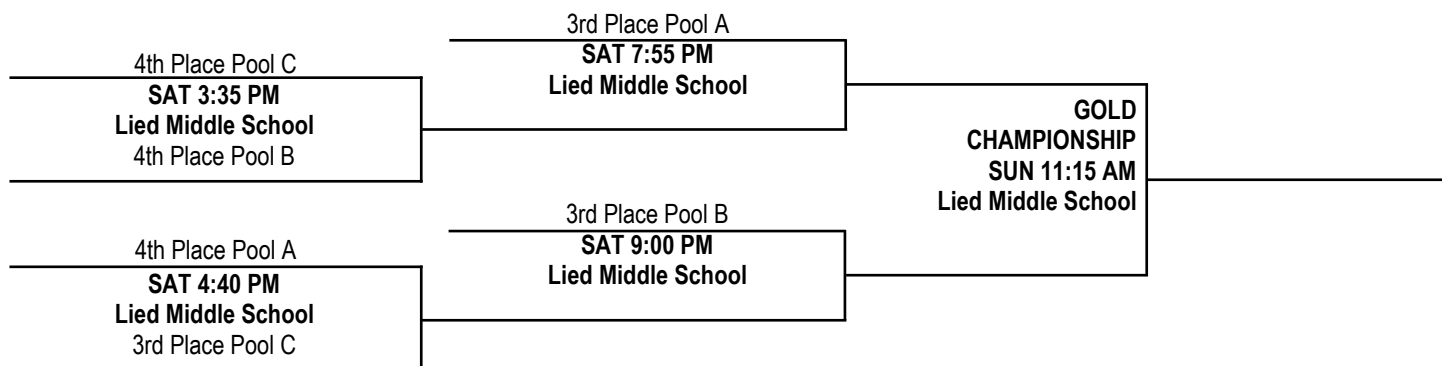 4th Place Pool C
SAT 3:35 PM
Lied Middle School
4th Place Pool B
4th Place Pool A
SAT 4:40 PM
Lied Middle School
3rd Place Pool C
3rd Place Pool A
SAT 7:55 PM
Lied Middle School
3rd Place Pool B
SAT 9:00 PM
Lied Middle School
GOLD
CHAMPIONSHIP
SUN 11:15 AM
Lied Middle School